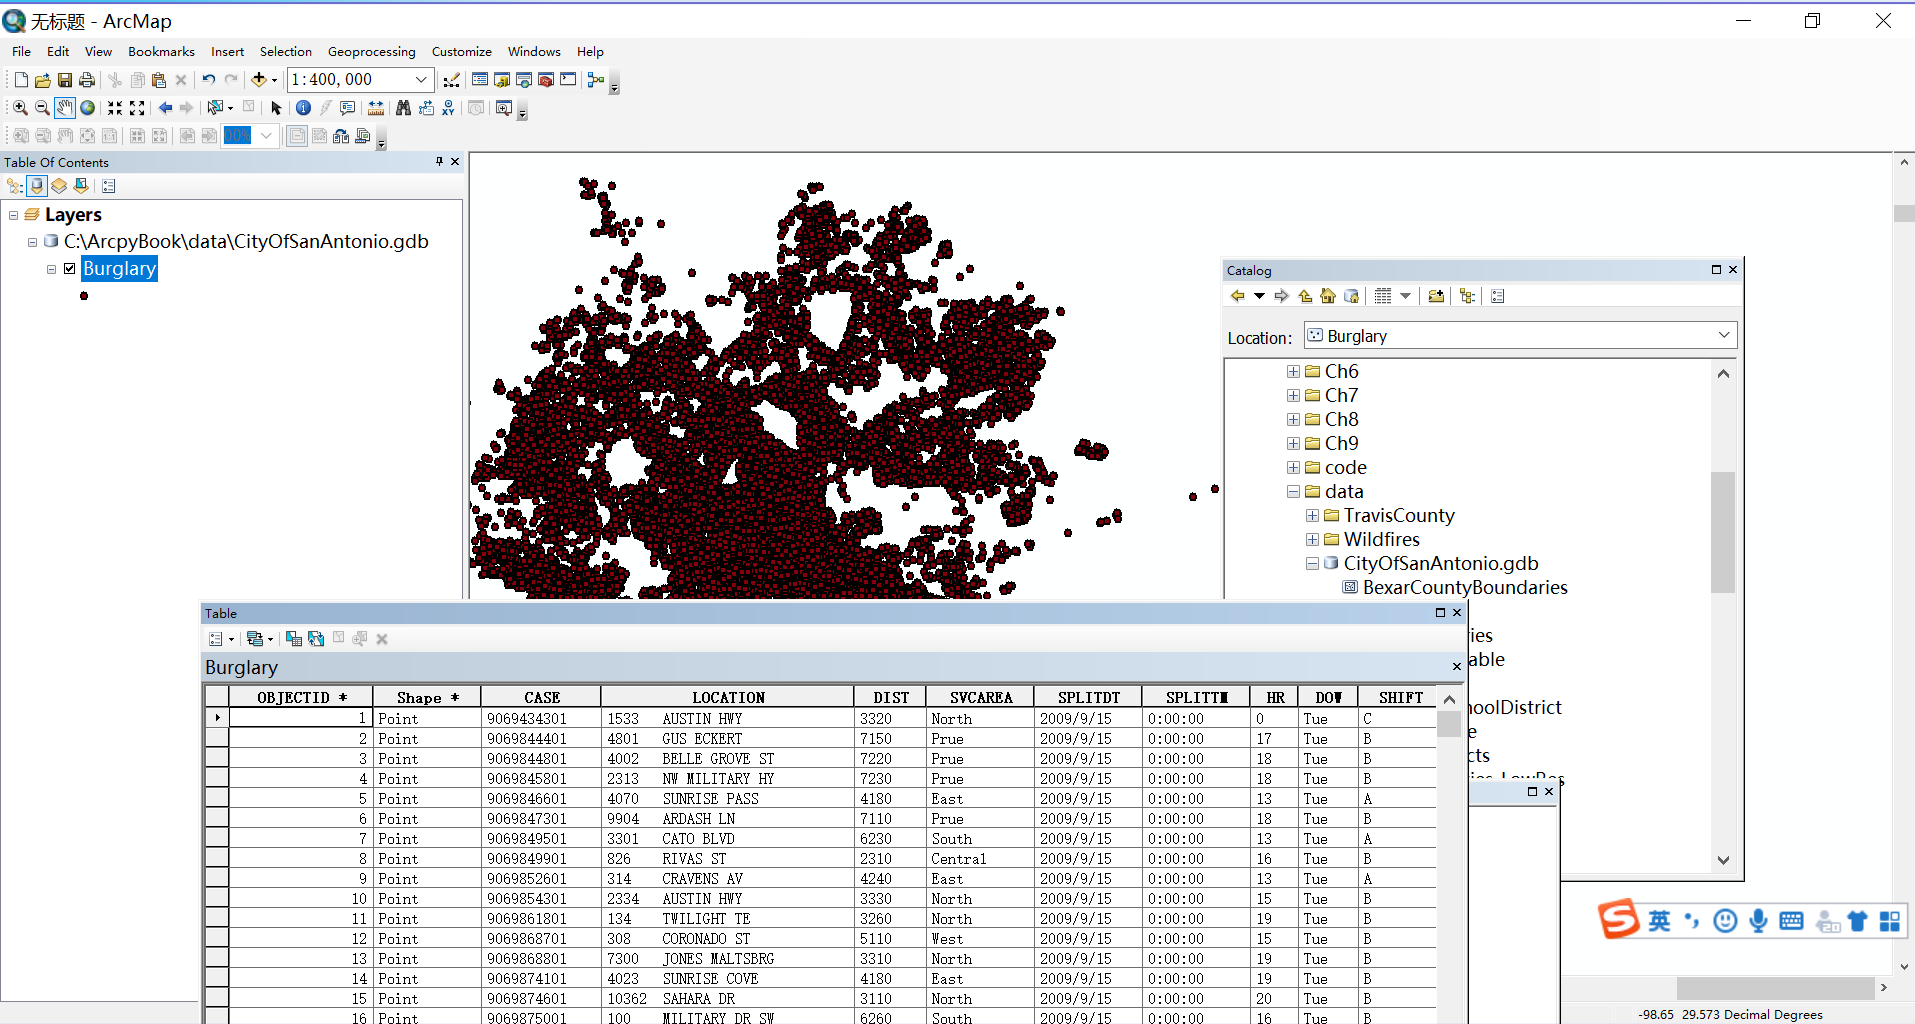 无标题 - ArcMap
File Edit View Bookmarks Insert Selection Geoprocessing Customize Windows Help
1:400,000
00%
Table Of Contents
Layers
C:\ArcpyBook\data\CityOfSanAntonio.gdb
Burglary
Catalog
Location: Burglary
Ch6
Ch7
Ch8
Ch9
code
data
TravisCounty
Wildfires
CityOfSanAntonio.gdb
BexarCountyBoundaries
ies
able
hoolDistrict
e
cts
Table
Burglary
OBJECTID * Shape * CASE LOCATION DIST SVCAREA SPLITDT SPLITTM HR DOW SHIFT
1 Point 9069434301 1533 AUSTIN HWY 3320 North 2009/9/15 0:00:00 0 Tue C
2 Point 9069844401 4801 GUS ECKERT 7150 Prue 2009/9/15 0:00:00 17 Tue B
3 Point 9069844801 4002 BELLE GROVE ST 7220 Prue 2009/9/15 0:00:00 18 Tue B
4 Point 9069845801 2313 NW MILITARY HY 7230 Prue 2009/9/15 0:00:00 18 Tue B
5 Point 9069846601 4070 SUNRISE PASS 4180 East 2009/9/15 0:00:00 13 Tue A
6 Point 9069847301 9904 ARDASH LN 7110 Prue 2009/9/15 0:00:00 18 Tue B
7 Point 9069849501 3301 CATO BLVD 6230 South 2009/9/15 0:00:00 13 Tue A
8 Point 9069849901 826 RIVAS ST 2310 Central 2009/9/15 0:00:00 16 Tue B
9 Point 9069852601 314 CRAVENS AV 4240 East 2009/9/15 0:00:00 13 Tue A
10 Point 9069854301 2334 AUSTIN HWY 3330 North 2009/9/15 0:00:00 15 Tue B
11 Point 9069861801 134 TWILIGHT TE 3260 North 2009/9/15 0:00:00 19 Tue B
12 Point 9069868701 308 CORONADO ST 5110 West 2009/9/15 0:00:00 15 Tue B
13 Point 9069868801 7300 JONES MALTSBRG 3310 North 2009/9/15 0:00:00 19 Tue B
14 Point 9069874101 4023 SUNRISE COVE 4180 East 2009/9/15 0:00:00 19 Tue B
15 Point 9069874601 10362 SAHARA DR 3110 North 2009/9/15 0:00:00 20 Tue B
16 Point 9069875001 100 MILITARY DR SW 6260 South 2009/9/15 0:00:00 16 Tue B
英
-98.65 29.573 Decimal Degrees